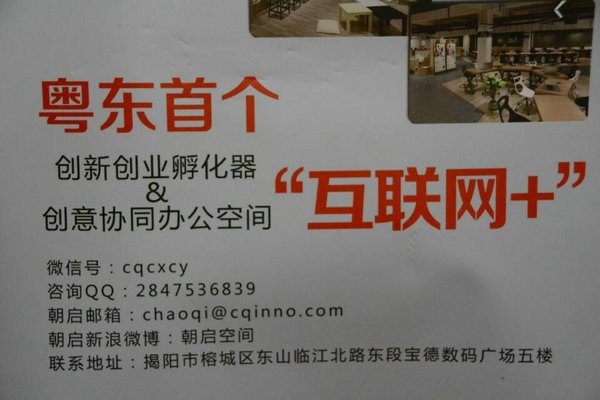 粤东首个
创新创业孵化器
&
创意协同办公空间
“互联网+”
微信号：cqcxcy
咨询QQ：2847536839
朝启邮箱：chaoqi@cqinno.com
朝启新浪微博：朝启空间
联系地址：揭阳市榕城区东山临江北路东段宝德数码广场五楼